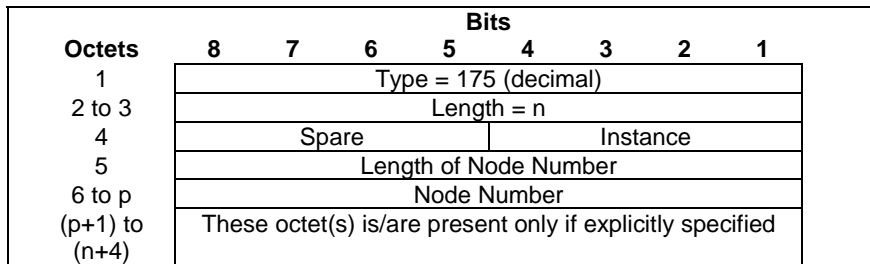 Bits
Octets 8 7 6 5 4 3 2 1
1 Type = 175 (decimal)
2 to 3 Length = n
4 Spare Instance
5 Length of Node Number
6 to p Node Number
(p+1) to These octet(s) is/are present only if explicitly specified
(n+4)